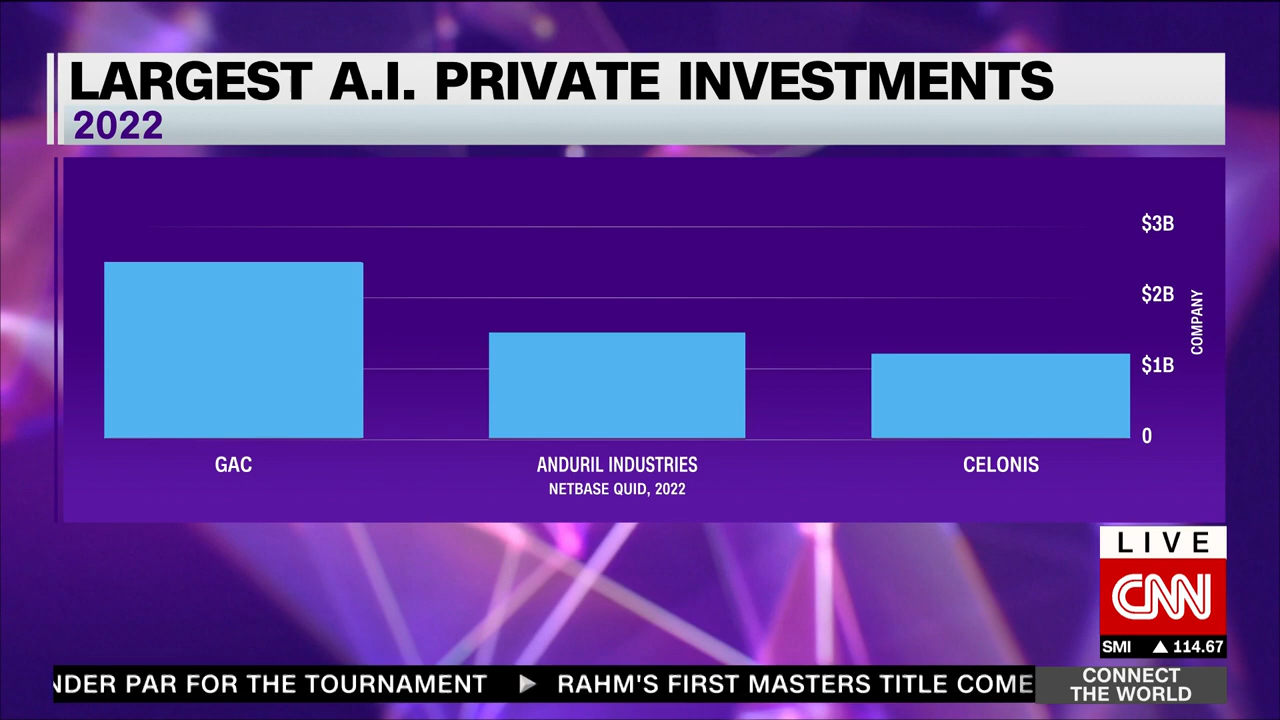 LARGEST A.I. PRIVATE INVESTMENTS
2022
$3B
$2B
$1B
0
COMPANY
GAC
ANDURIL INDUSTRIES
CELONIS
NETBASE QUID, 2022
LIVE
CNN
SMI ▲ 114.67
NDER PAR FOR THE TOURNAMENT ▶ RAHM'S FIRST MASTERS TITLE COME
CONNECT
THE WORLD